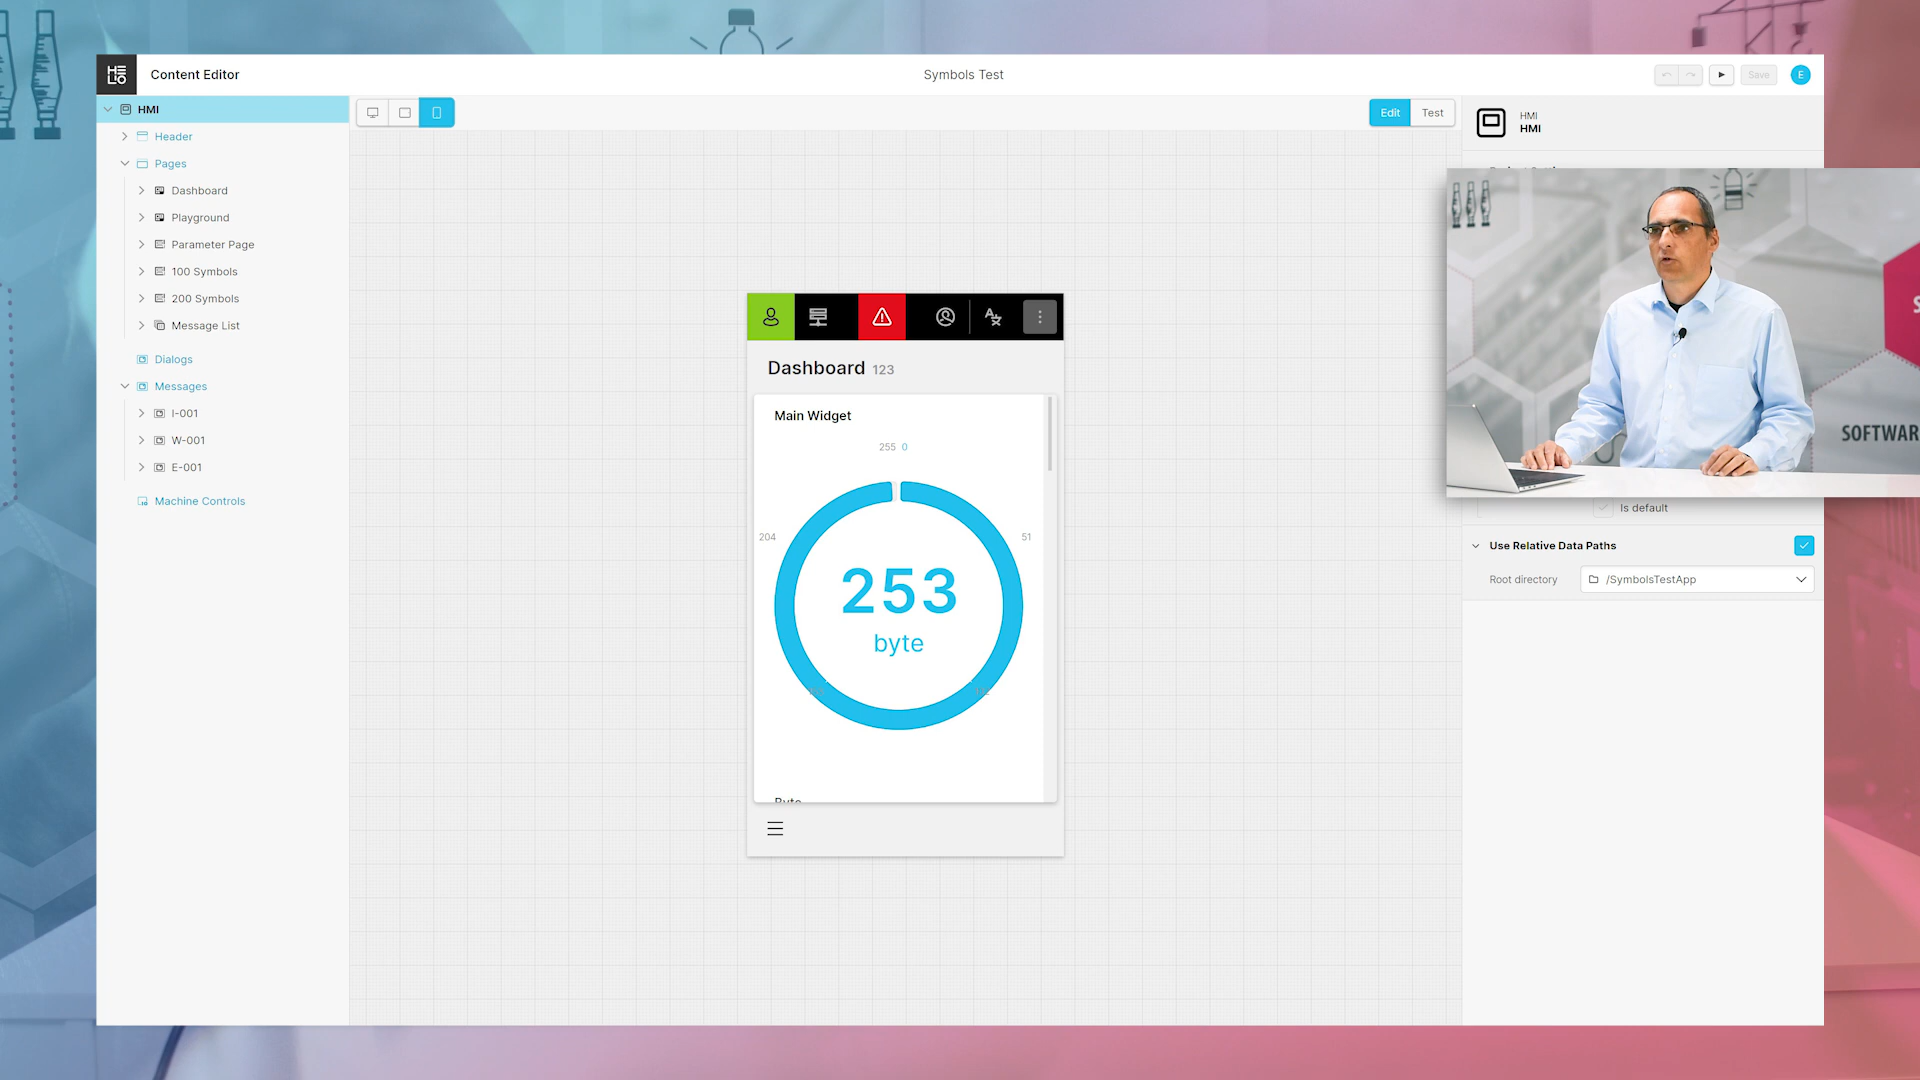 HELIO
Content Editor
Symbols Test
Save
E
HMI
Header
Pages
Dashboard
Playground
Parameter Page
100 Symbols
200 Symbols
Message List
Dialogs
Messages
I-001
W-001
E-001
Machine Controls
Edit
Test
HMI
HMI
Dashboard 123
Main Widget
255 0
204
51
253
byte
Byte
SOFTWAR
Is default
Use Relative Data Paths
Root directory
/SymbolsTestApp